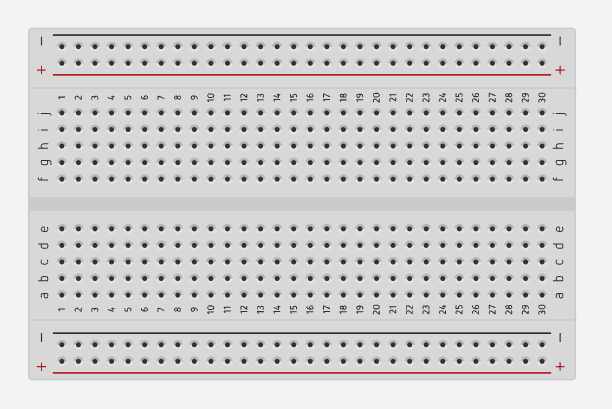 − −
+ +
1 2 3 4 5 6 7 8 9 10 11 12 13 14 15 16 17 18 19 20 21 22 23 24 25 26 27 28 29 30
j j
i i
h h
g g
f f
e e
d d
c c
b b
a a
1 2 3 4 5 6 7 8 9 10 11 12 13 14 15 16 17 18 19 20 21 22 23 24 25 26 27 28 29 30
− −
+ +